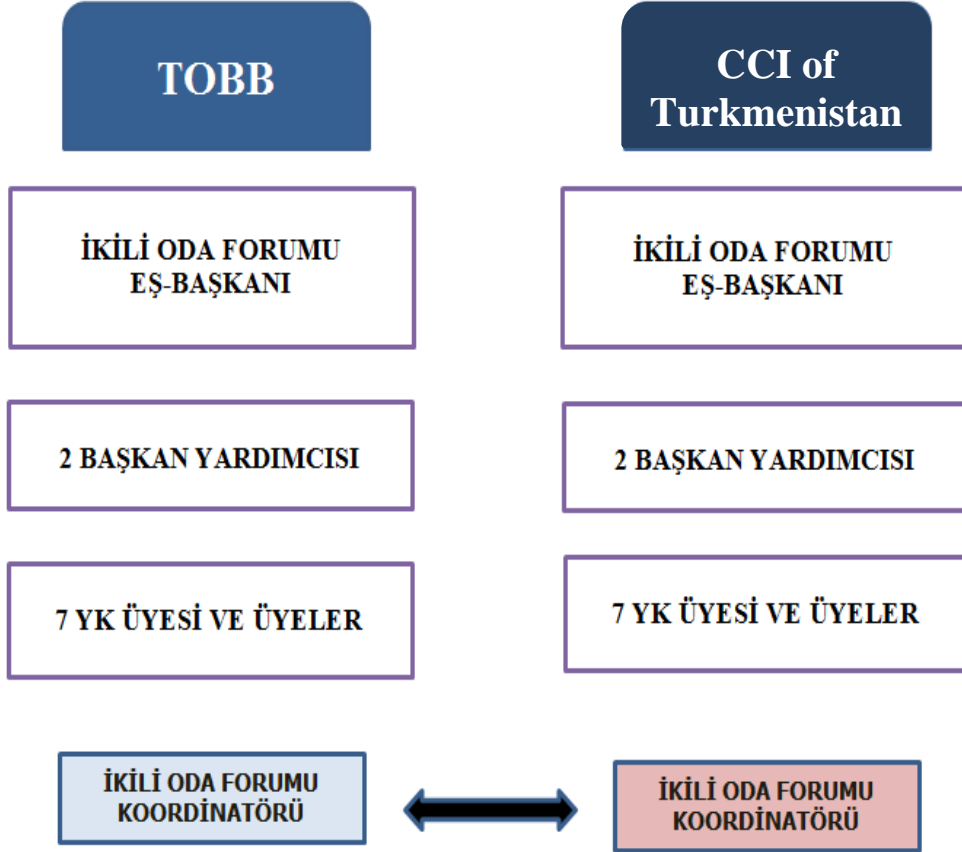 TOBB
CCI of
Turkmenistan
İKİLİ ODA FORUMU
EŞ-BAŞKANI
İKİLİ ODA FORUMU
EŞ-BAŞKANI
2 BAŞKAN YARDIMCISI
2 BAŞKAN YARDIMCISI
7 YK ÜYESİ VE ÜYELER
7 YK ÜYESİ VE ÜYELER
İKİLİ ODA FORUMU
KOORDİNATÖRÜ
İKİLİ ODA FORUMU
KOORDİNATÖRÜ